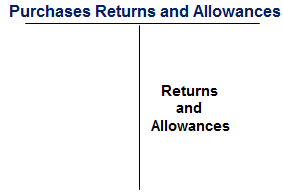 Purchases Returns and Allowances
Returns
and
Allowances